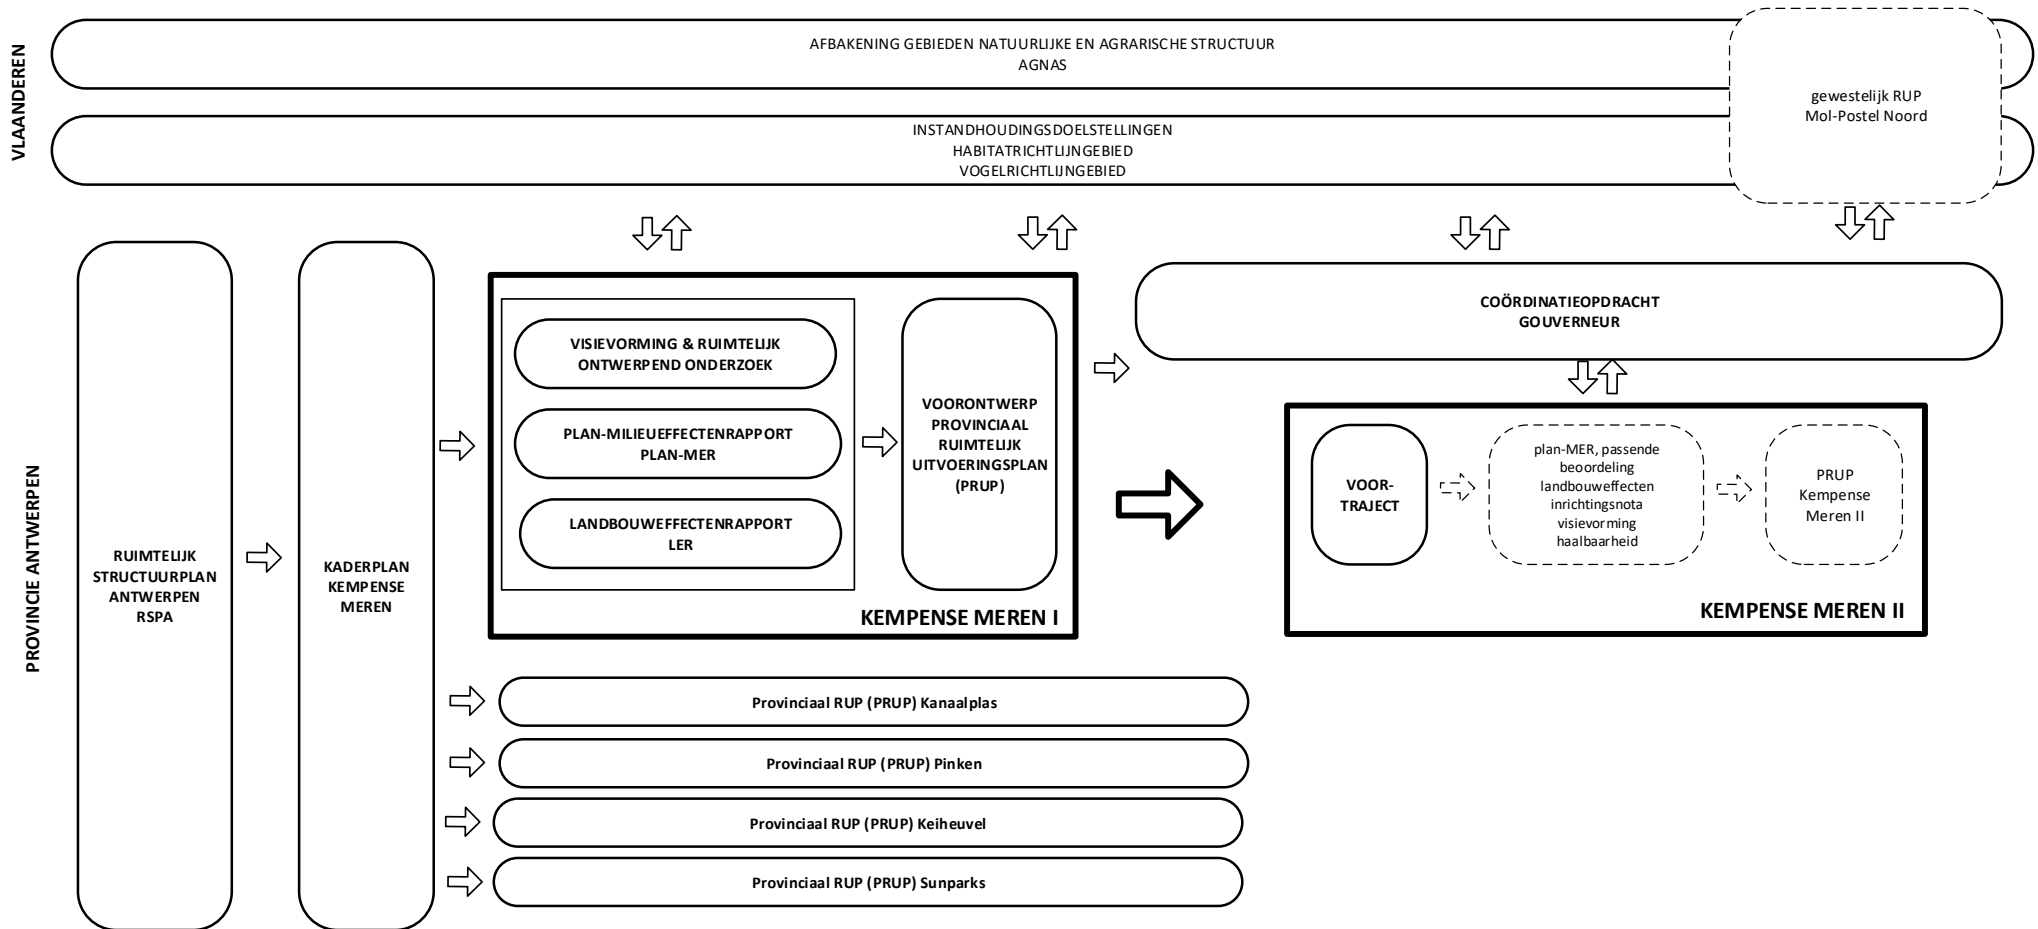 VLAANDEREN
AFBAKENING GEBIEDEN NATUURLIJKE EN AGRARISCHE STRUCTUUR
AGNAS
INSTANDHOUDINGSDOELSTELLINGEN
HABITATRICHTLIJNGEBIED
VOGELRICHTLIJNGEBIED
gewestelijk RUP
Mol-Postel Noord
PROVINCIE ANTWERPEN
RUIMTELIJK
STRUCTUURPLAN
ANTWERPEN
RSPA
KADERPLAN
KEMPENSE
MEREN
VISIEVORMING & RUIMTELIJK
ONTWERPEND ONDERZOEK
PLAN-MILIEUEFFECTENRAPPORT
PLAN-MER
LANDBOUWEFFECTENRAPPORT
LER
VOORONTWERP
PROVINCIAAL
RUIMTELIJK
UITVOERINGSPLAN
(PRUP)
KEMPENSE MEREN I
COÖRDINATIEOPDRACHT
GOUVERNEUR
VOOR-
TRAJECT
plan-MER, passende
beoordeling
landbouweffecten
inrichtingsnota
visievorming
haalbaarheid
PRUP
Kempense
Meren II
KEMPENSE MEREN II
Provinciaal RUP (PRUP) Kanaalplas
Provinciaal RUP (PRUP) Pinken
Provinciaal RUP (PRUP) Keiheuvel
Provinciaal RUP (PRUP) Sunparks